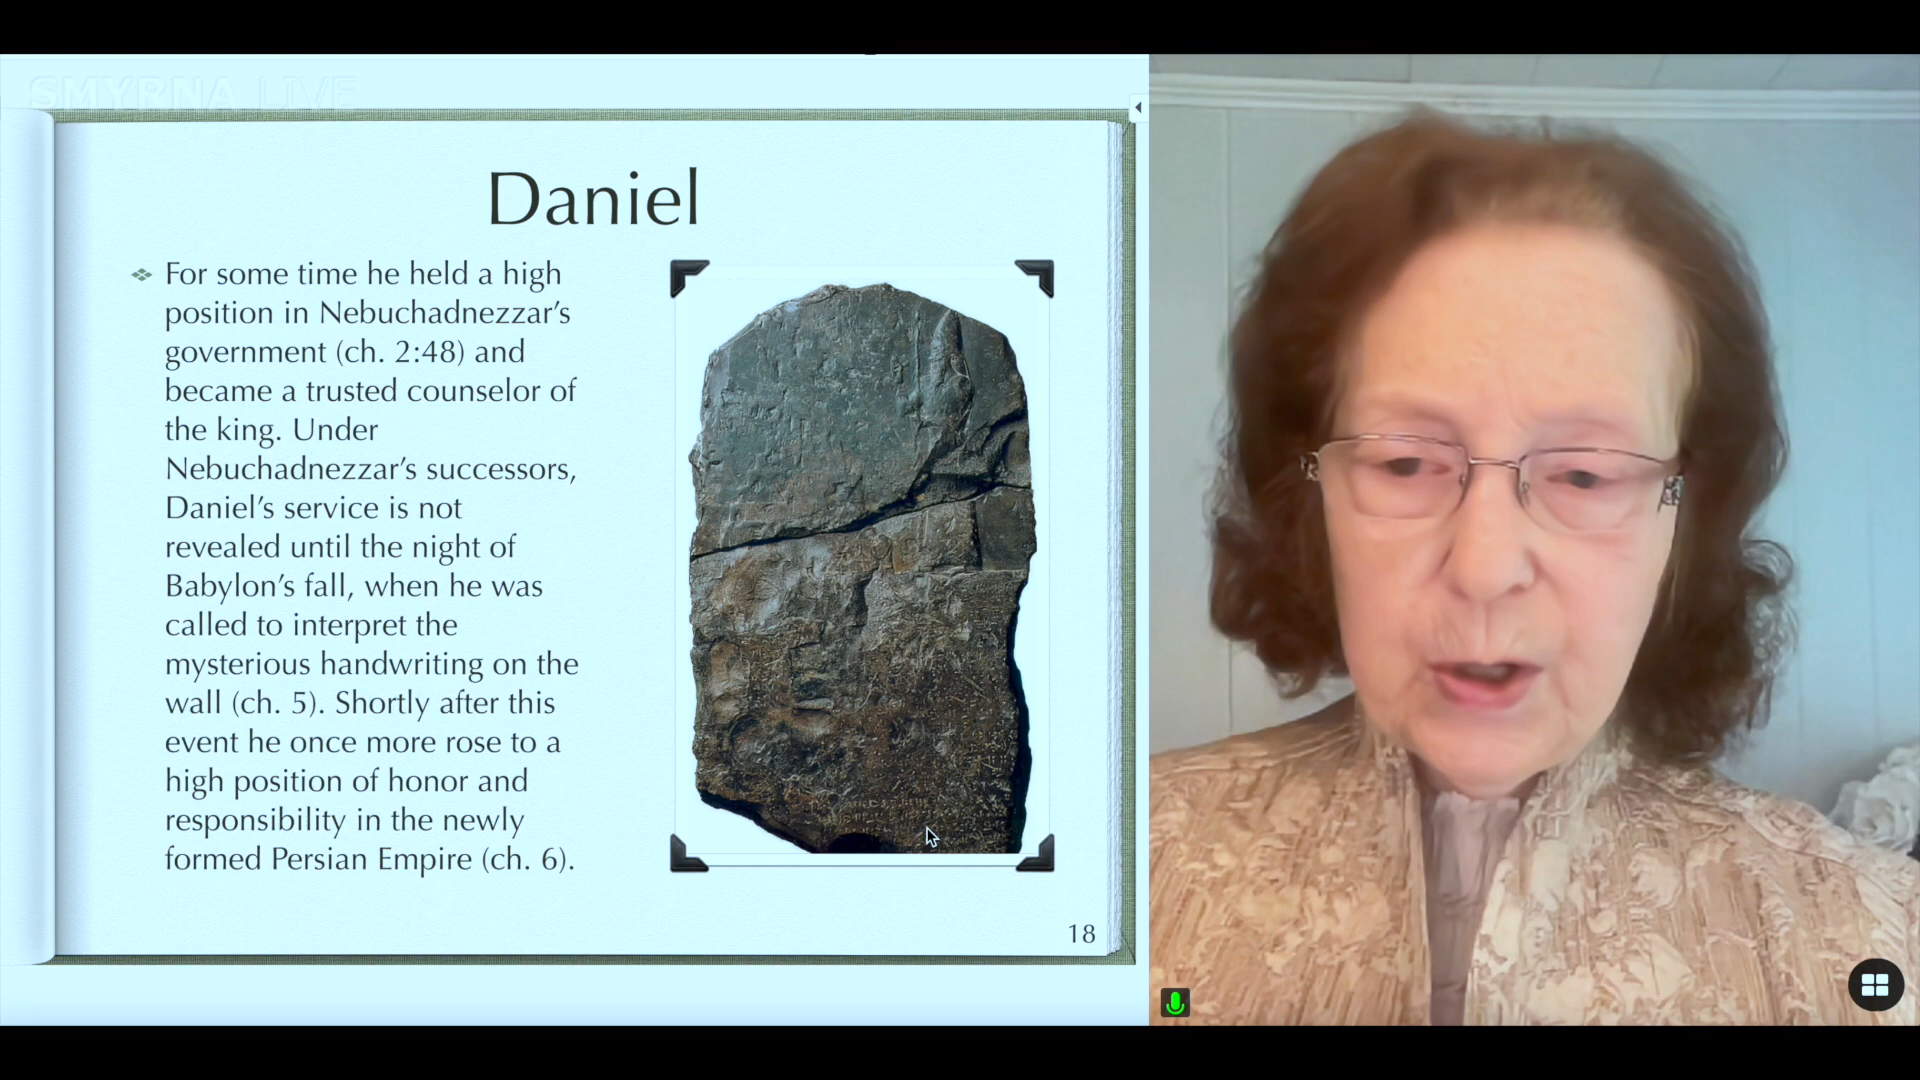 SMYRNA LIVE
Daniel
For some time he held a high
position in Nebuchadnezzar’s
government (ch. 2:48) and
became a trusted counselor of
the king. Under
Nebuchadnezzar’s successors,
Daniel’s service is not
revealed until the night of
Babylon’s fall, when he was
called to interpret the
mysterious handwriting on the
wall (ch. 5). Shortly after this
event he once more rose to a
high position of honor and
responsibility in the newly
formed Persian Empire (ch. 6).
18